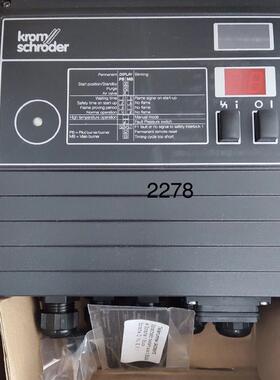 krom
schroder
Permanent DISPLAY Blinking
PB MB
Start position/Standby
Purge
Air valve
Waiting time Flame signal on start-up
Safety time on start-up No flame
Flame proving period No flame
Normal operation No flame
High temperature operation Manual mode
Fault Pressure switch
F1 fault or no signal to safety interlock 1
PB = Pilot burner/burner Permanent remote reset
MB = Main burner Timing cycle too short
2278